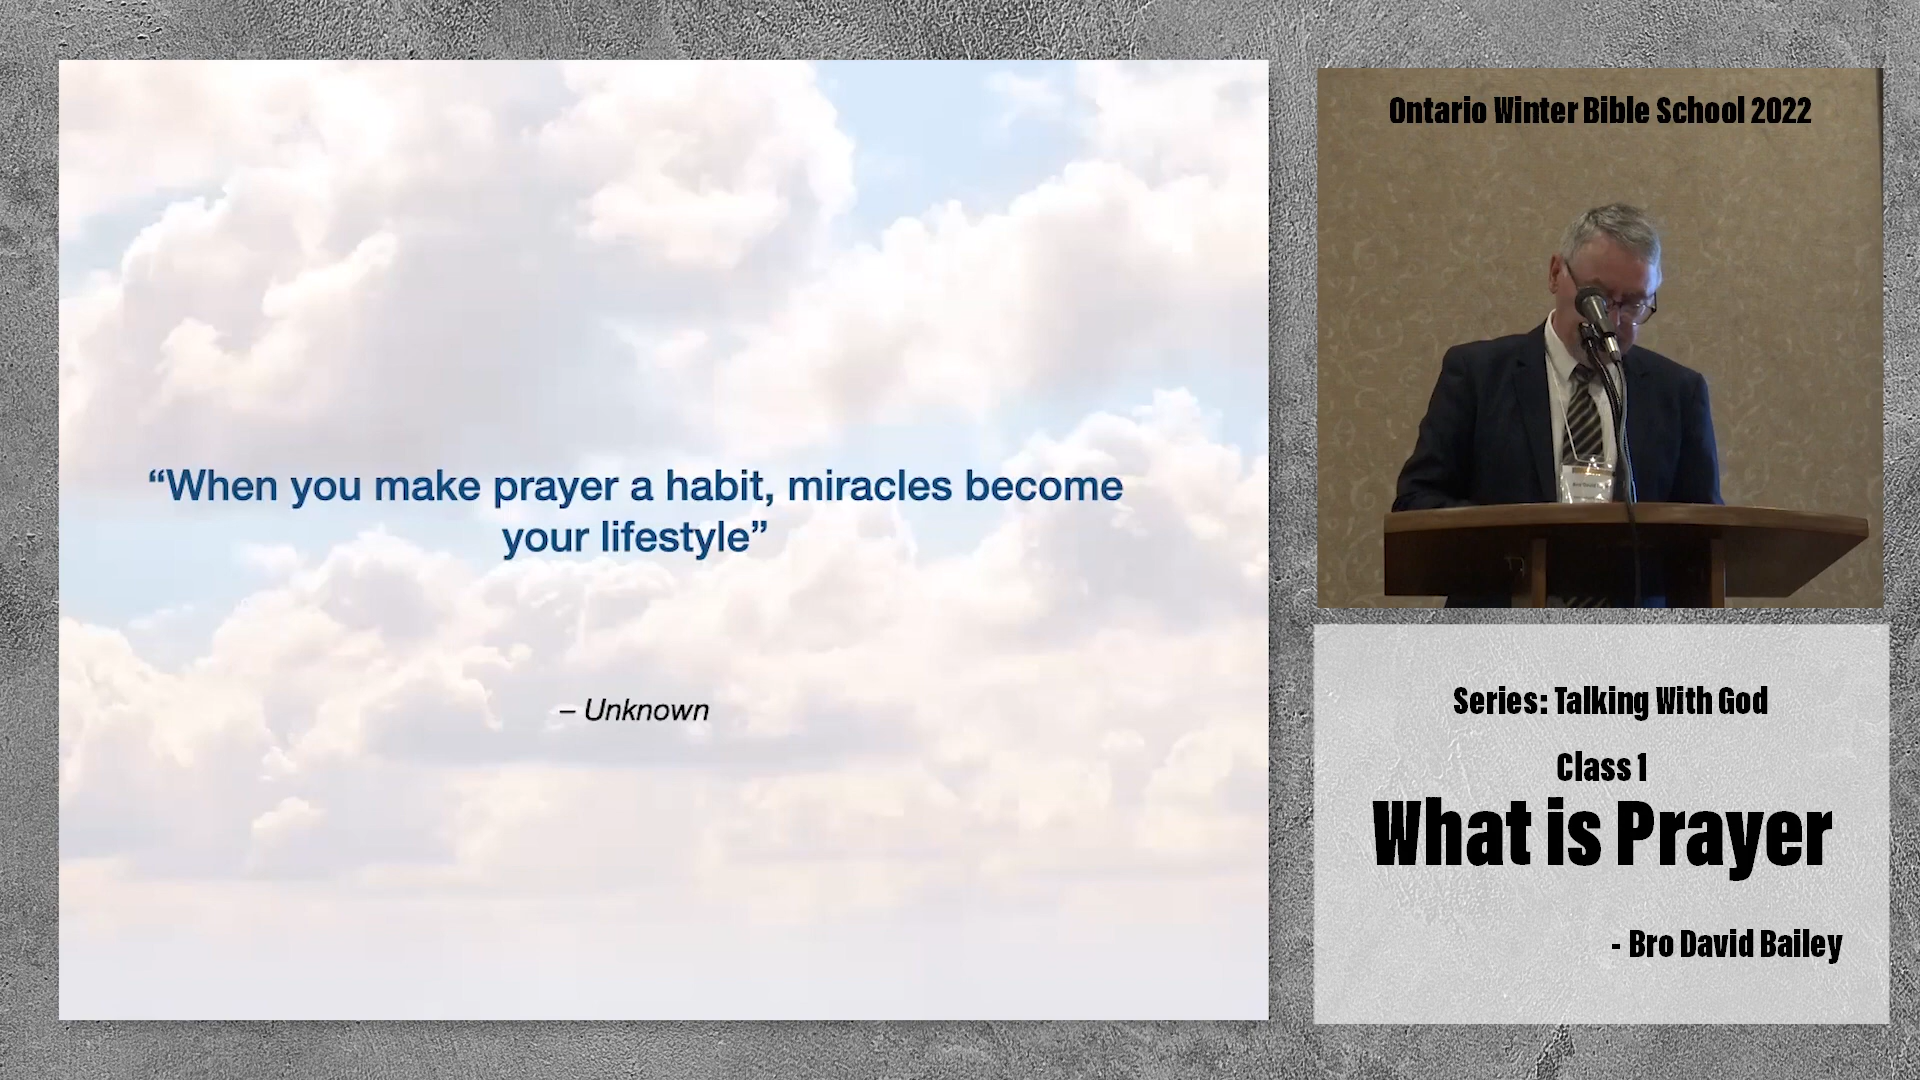 “When you make prayer a habit, miracles become
your lifestyle”
– Unknown
Ontario Winter Bible School 2022
Series: Talking With God
Class 1
What is Prayer
- Bro David Bailey